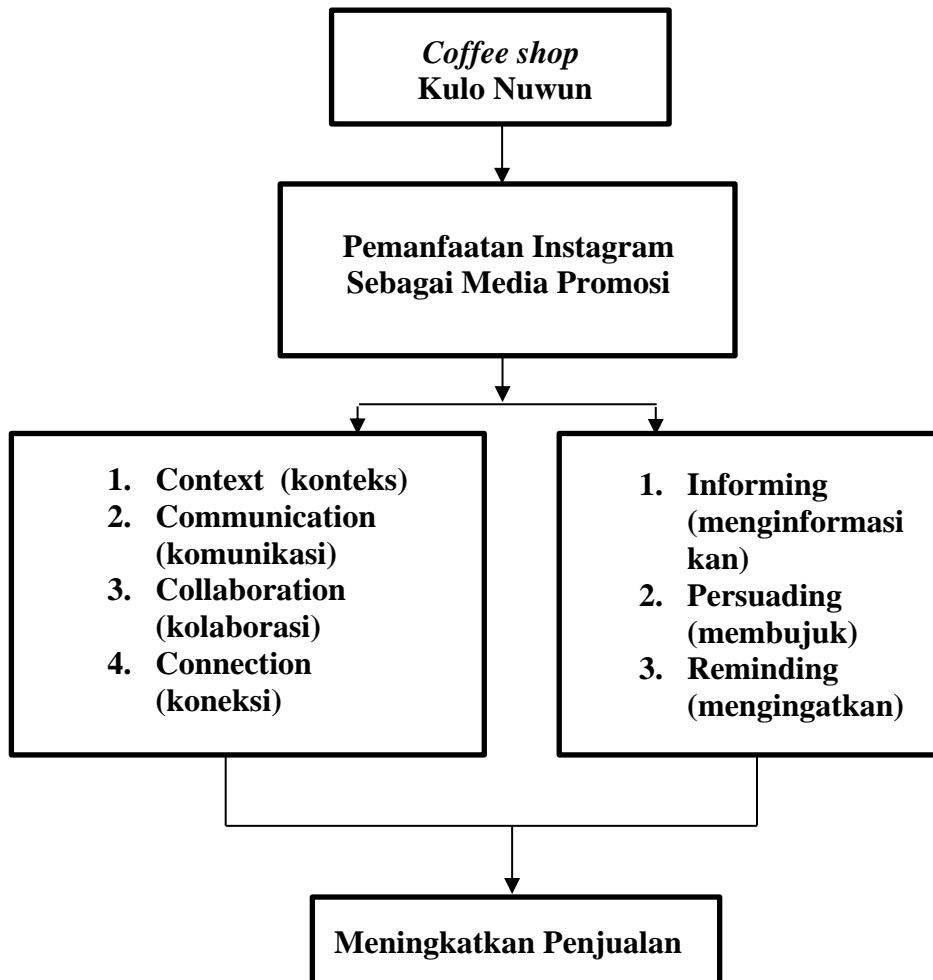 Coffee shop
Kulo Nuwun
Pemanfaatan Instagram
Sebagai Media Promosi
1. Context (konteks)
2. Communication
(komunikasi)
3. Collaboration
(kolaborasi)
4. Connection
(koneksi)
1. Informing
(menginformasi
kan)
2. Persuading
(membujuk)
3. Reminding
(mengingatkan)
Meningkatkan Penjualan